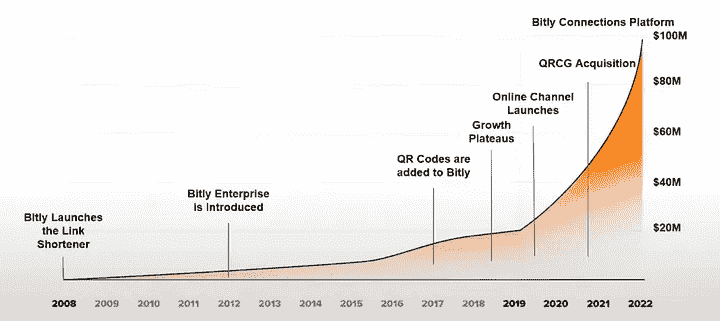 Bitly Connections Platform
$100M
QRCG Acquisition
$80M
Online Channel
Launches
Growth
Plateaus
$60M
QR Codes are
added to Bitly
$40M
Bitly Enterprise
is Introduced
Bitly Launches
the Link
Shortener
$20M
2008 2009 2010 2011 2012 2013 2014 2015 2016 2017 2018 2019 2020 2021 2022